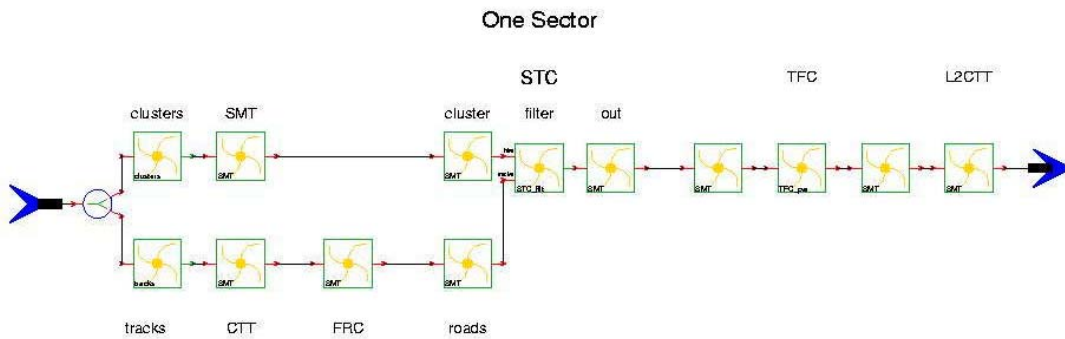 One Sector
STC
TFC
L2CTT
clusters
SMT
cluster
filter
out
clusters
SMT
SMT
STC_filt
SMT
SMT
TFC_pw
SMT
SMT
tracks
SMT
SMT
SMT
tracks
CTT
FRC
roads